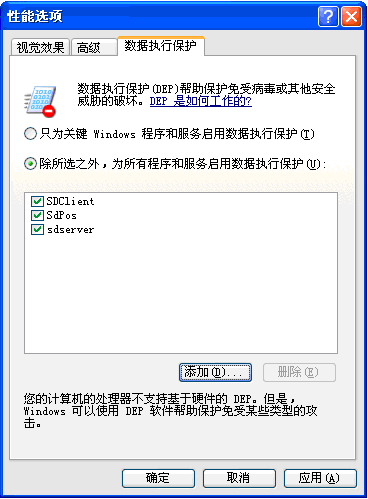 性能选项
视觉效果 高级 数据执行保护
数据执行保护(DEP)帮助保护免受病毒或其他安全
威胁的破坏。DEP 是如何工作的?
只为关键 Windows 程序和服务启用数据执行保护(T)
除所选之外，为所有程序和服务启用数据执行保护(U):
SDClient
SdPos
sdserver
添加(D)... 删除(E)
您的计算机的处理器不支持基于硬件的 DEP。但是，
Windows 可以使用 DEP 软件帮助保护免受某些类型的攻
击。
确定 取消 应用(A)